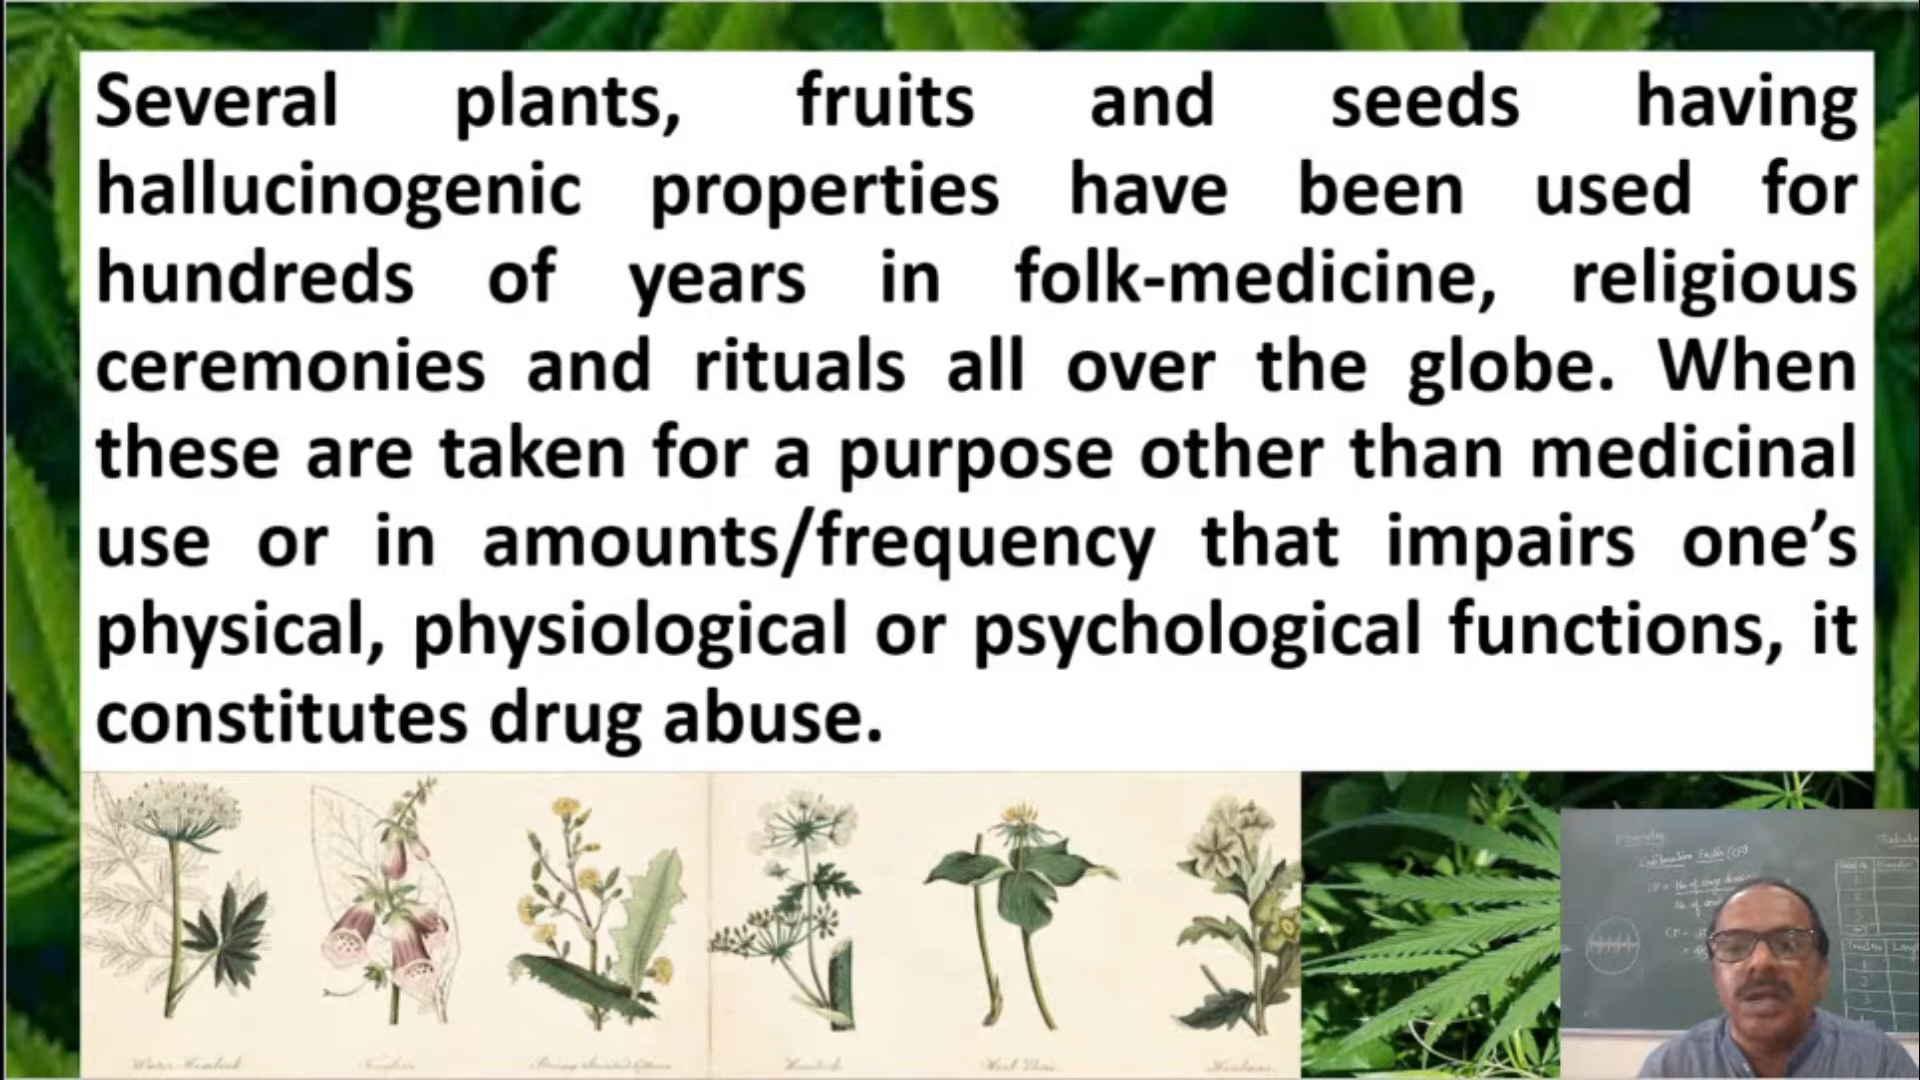 Several plants, fruits and seeds having
hallucinogenic properties have been used for
hundreds of years in folk-medicine, religious
ceremonies and rituals all over the globe. When
these are taken for a purpose other than medicinal
use or in amounts/frequency that impairs one’s
physical, physiological or psychological functions, it
constitutes drug abuse.
Hemlock